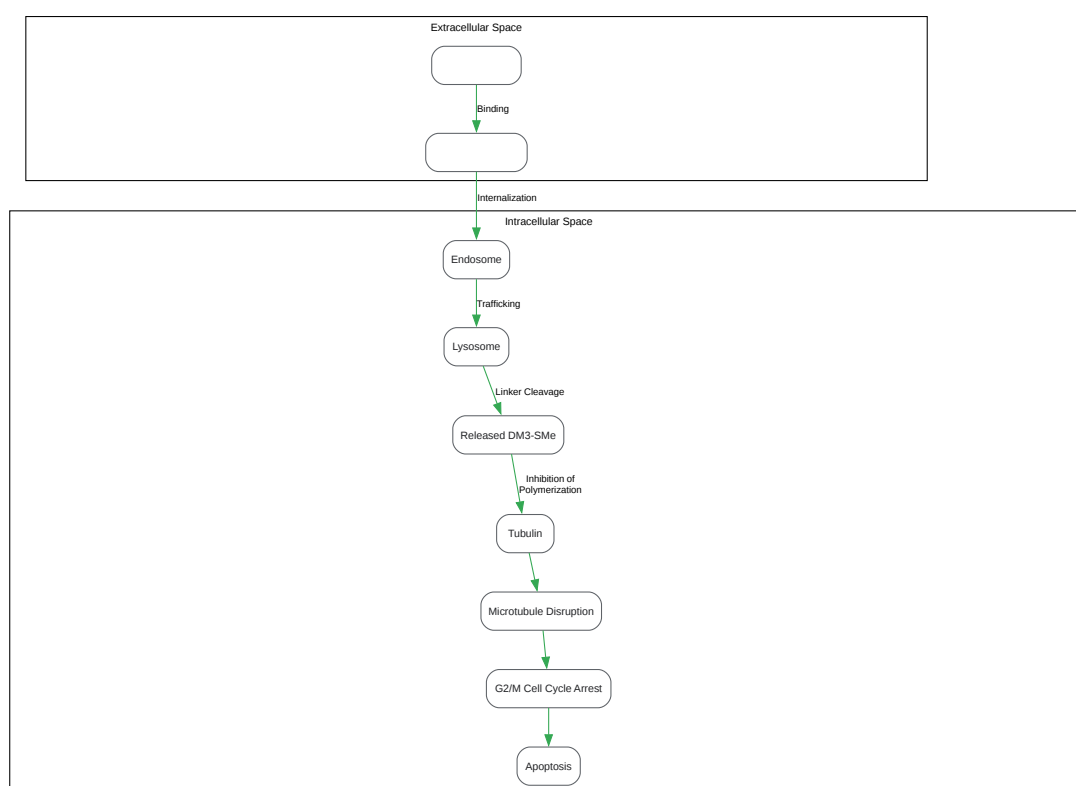 Extracellular Space
Binding
Internalization
Intracellular Space
Endosome
Trafficking
Lysosome
Linker Cleavage
Released DM3-SMe
Inhibition of
Polymerization
Tubulin
Microtubule Disruption
G2/M Cell Cycle Arrest
Apoptosis